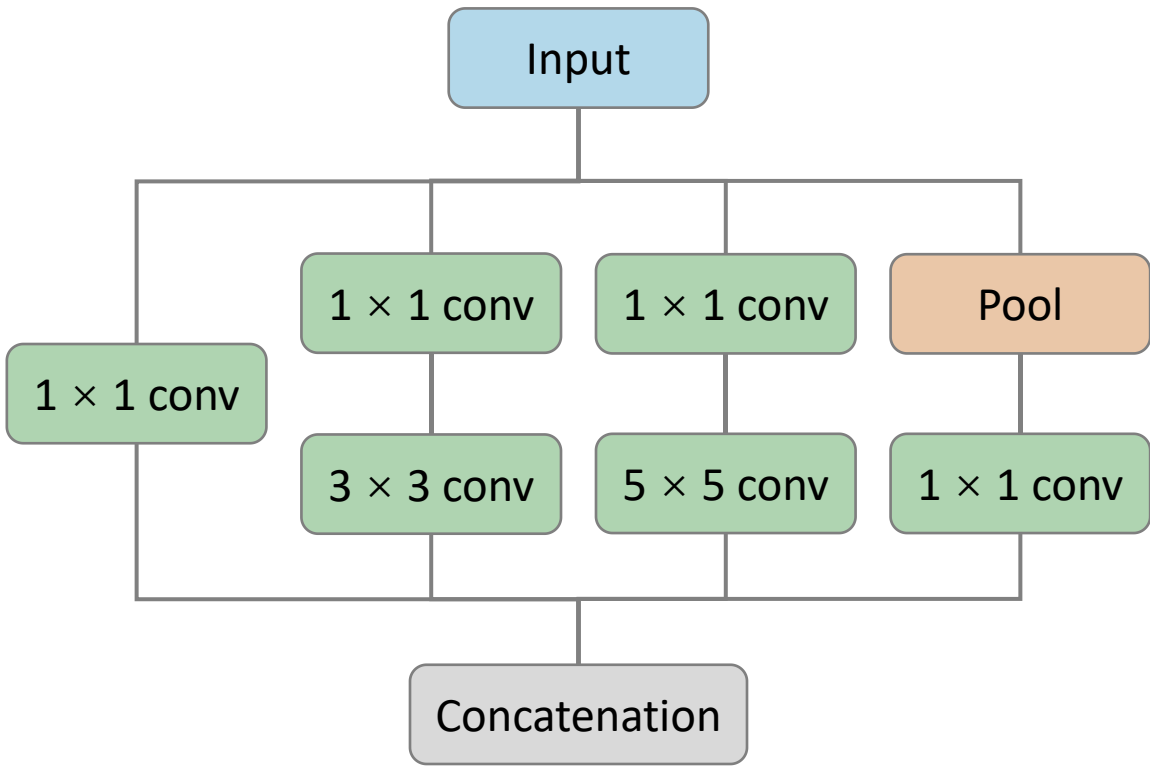 Input
1 × 1 conv
1 × 1 conv
Pool
1 × 1 conv
3 × 3 conv
5 × 5 conv
1 × 1 conv
Concatenation